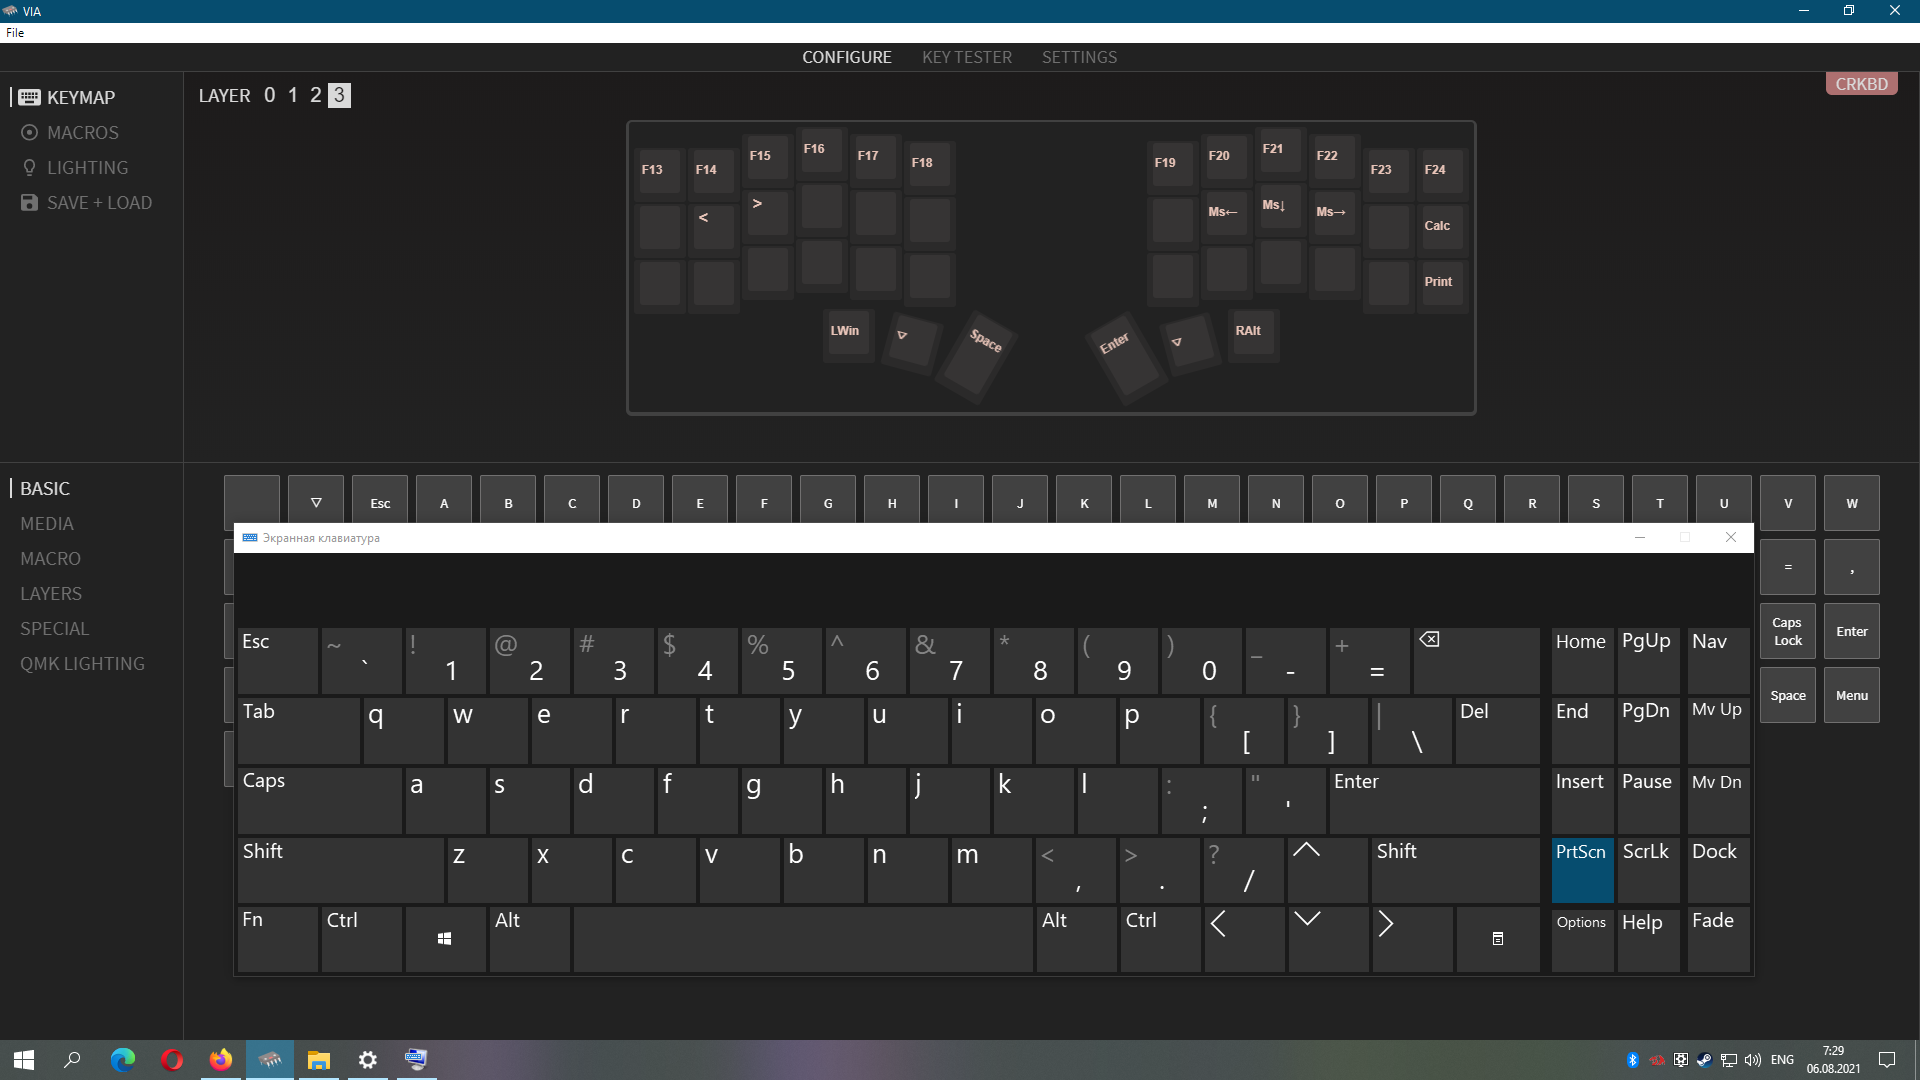 VIA
File
CONFIGURE KEY TESTER SETTINGS
KEYMAP
MACROS
LIGHTING
SAVE + LOAD
LAYER 0 1 2 3
CRKBD
F13 F14 F15 F16 F17 F18 F19 F20 F21 F22 F23 F24
< > Ms← Ms↓ Ms→ Calc
Print
LWin ▽ Space Enter ▽ RAlt
BASIC
MEDIA
MACRO
LAYERS
SPECIAL
QMK LIGHTING
▽ Esc A B C D E F G H I J K L M N O P Q R S T U V W
= ,
Caps Lock Enter
Space Menu
Экранная клавиатура
Esc ~ ` ! 1 @ 2 # 3 $ 4 % 5 ^ 6 & 7 * 8 ( 9 ) 0 _ - + = Home PgUp Nav
Tab q w e r t y u i o p { [ } ] | \ Del End PgDn Mv Up
Caps a s d f g h j k l : ; " ' Enter Insert Pause Mv Dn
Shift z x c v b n m < , > . ? / Shift PrtScn ScrLk Dock
Fn Ctrl Alt Alt Ctrl Options Help Fade
ENG
7:29
06.08.2021